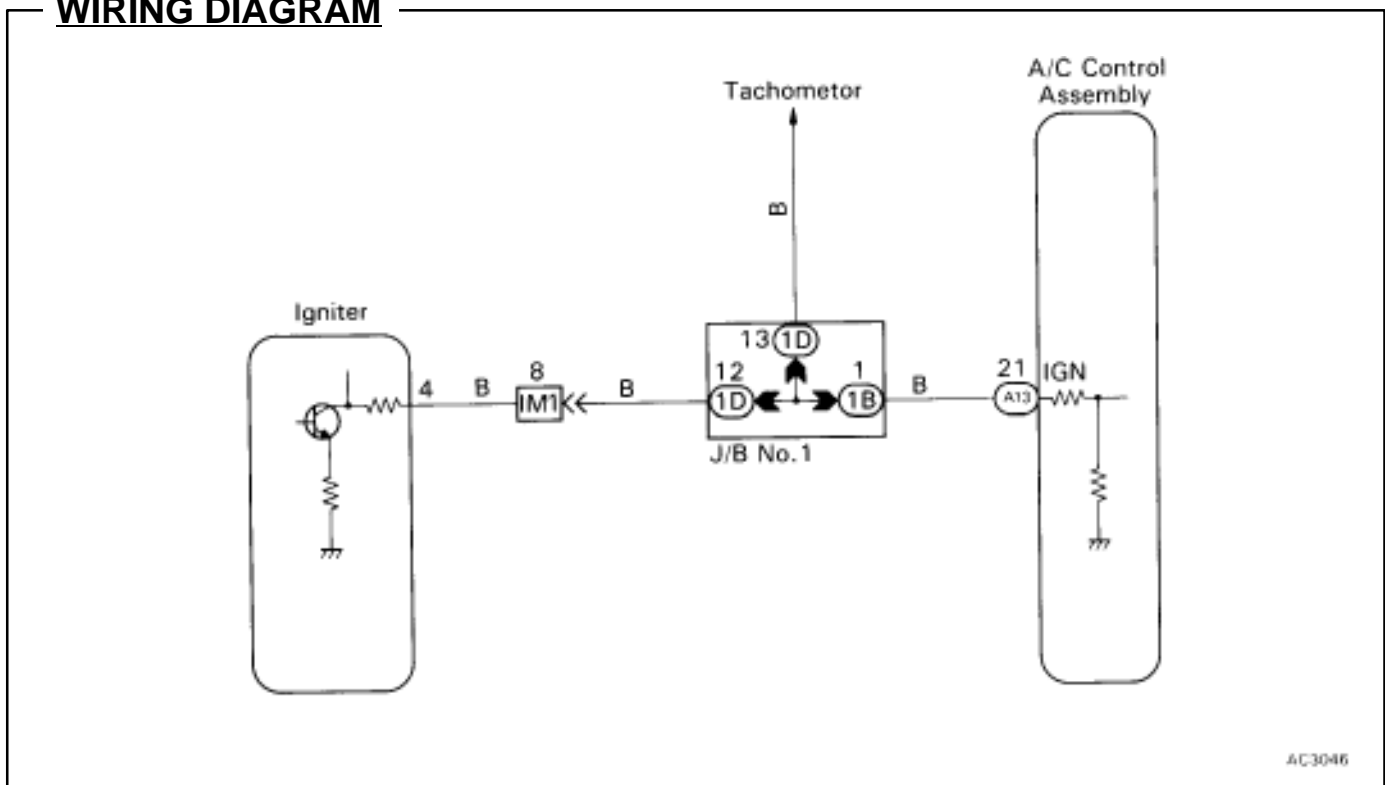 WIRING DIAGRAM
A/C Control
Assembly
Tachometor
Igniter
13 1D
4 B 8 IM1 B 12 1D 1 1B B 21 A13 IGN
B
J/B No.1
AC3046